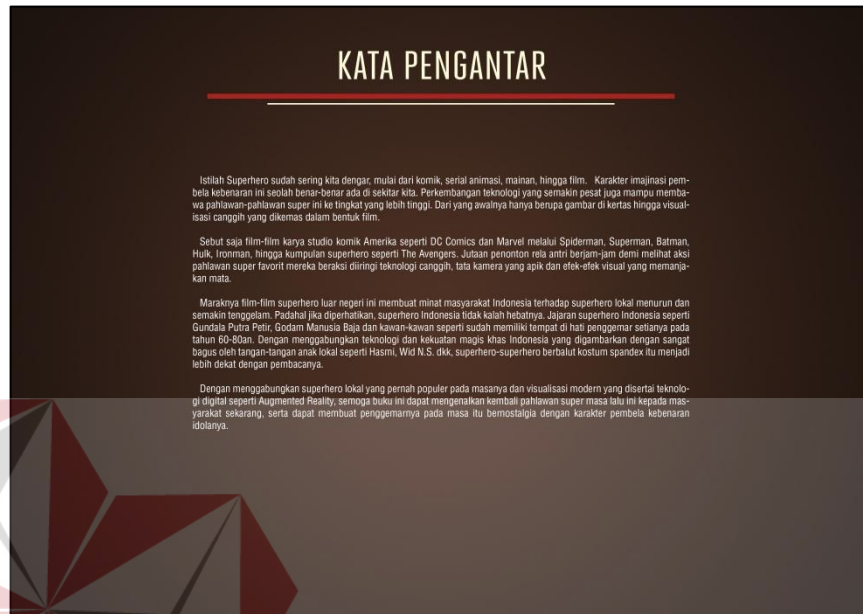 KATA PENGANTAR
Istilah Superhero sudah sering kita dengar, mulai dari komik, serial animasi, mainan, hingga film. Karakter imajinasi pem-
bela kebenaran ini seolah benar-benar ada di sekitar kita. Perkembangan teknologi yang semakin pesat juga mampu memba-
wa pahlawan-pahlawan super ini ke tingkat yang lebih tinggi. Dari yang awalnya hanya berupa gambar di kertas hingga visual-
isasi canggih yang dikemas dalam bentuk film.
Sebut saja film-film karya studio komik Amerika seperti DC Comics dan Marvel melalui Spiderman, Superman, Batman,
Hulk, Ironman, hingga kumpulan superhero seperti The Avengers. Jutaan penonton rela antri berjam-jam demi melihat aksi
pahlawan super favorit mereka beraksi diiringi teknologi canggih, tata kamera yang apik dan efek-efek visual yang memanja-
kan mata.
Maraknya film-film superhero luar negeri ini membuat minat masyarakat Indonesia terhadap superhero lokal menurun dan
semakin tenggelam. Padahal jika diperhatikan, superhero Indonesia tidak kalah hebatnya. Jajaran superhero Indonesia seperti
Gundala Putra Petir, Godam Manusia Baja dan kawan-kawan seperti sudah memiliki tempat di hati penggemar setianya pada
tahun 60-80an. Dengan menggabungkan teknologi dan kekuatan magis khas Indonesia yang digambarkan dengan sangat
bagus oleh tangan-tangan anak lokal seperti Hasmi, Wid N.S. dkk, superhero-superhero berbalut kostum spandex itu menjadi
lebih dekat dengan pembacanya.
Dengan menggabungkan superhero lokal yang pernah populer pada masanya dan visualisasi modern yang disertai teknolo-
gi digital seperti Augmented Reality, semoga buku ini dapat mengenalkan kembali pahlawan super masa lalu ini kepada mas-
yarakat sekarang, serta dapat membuat penggemarnya pada masa itu bernostalgia dengan karakter pembela kebenaran
idolanya.